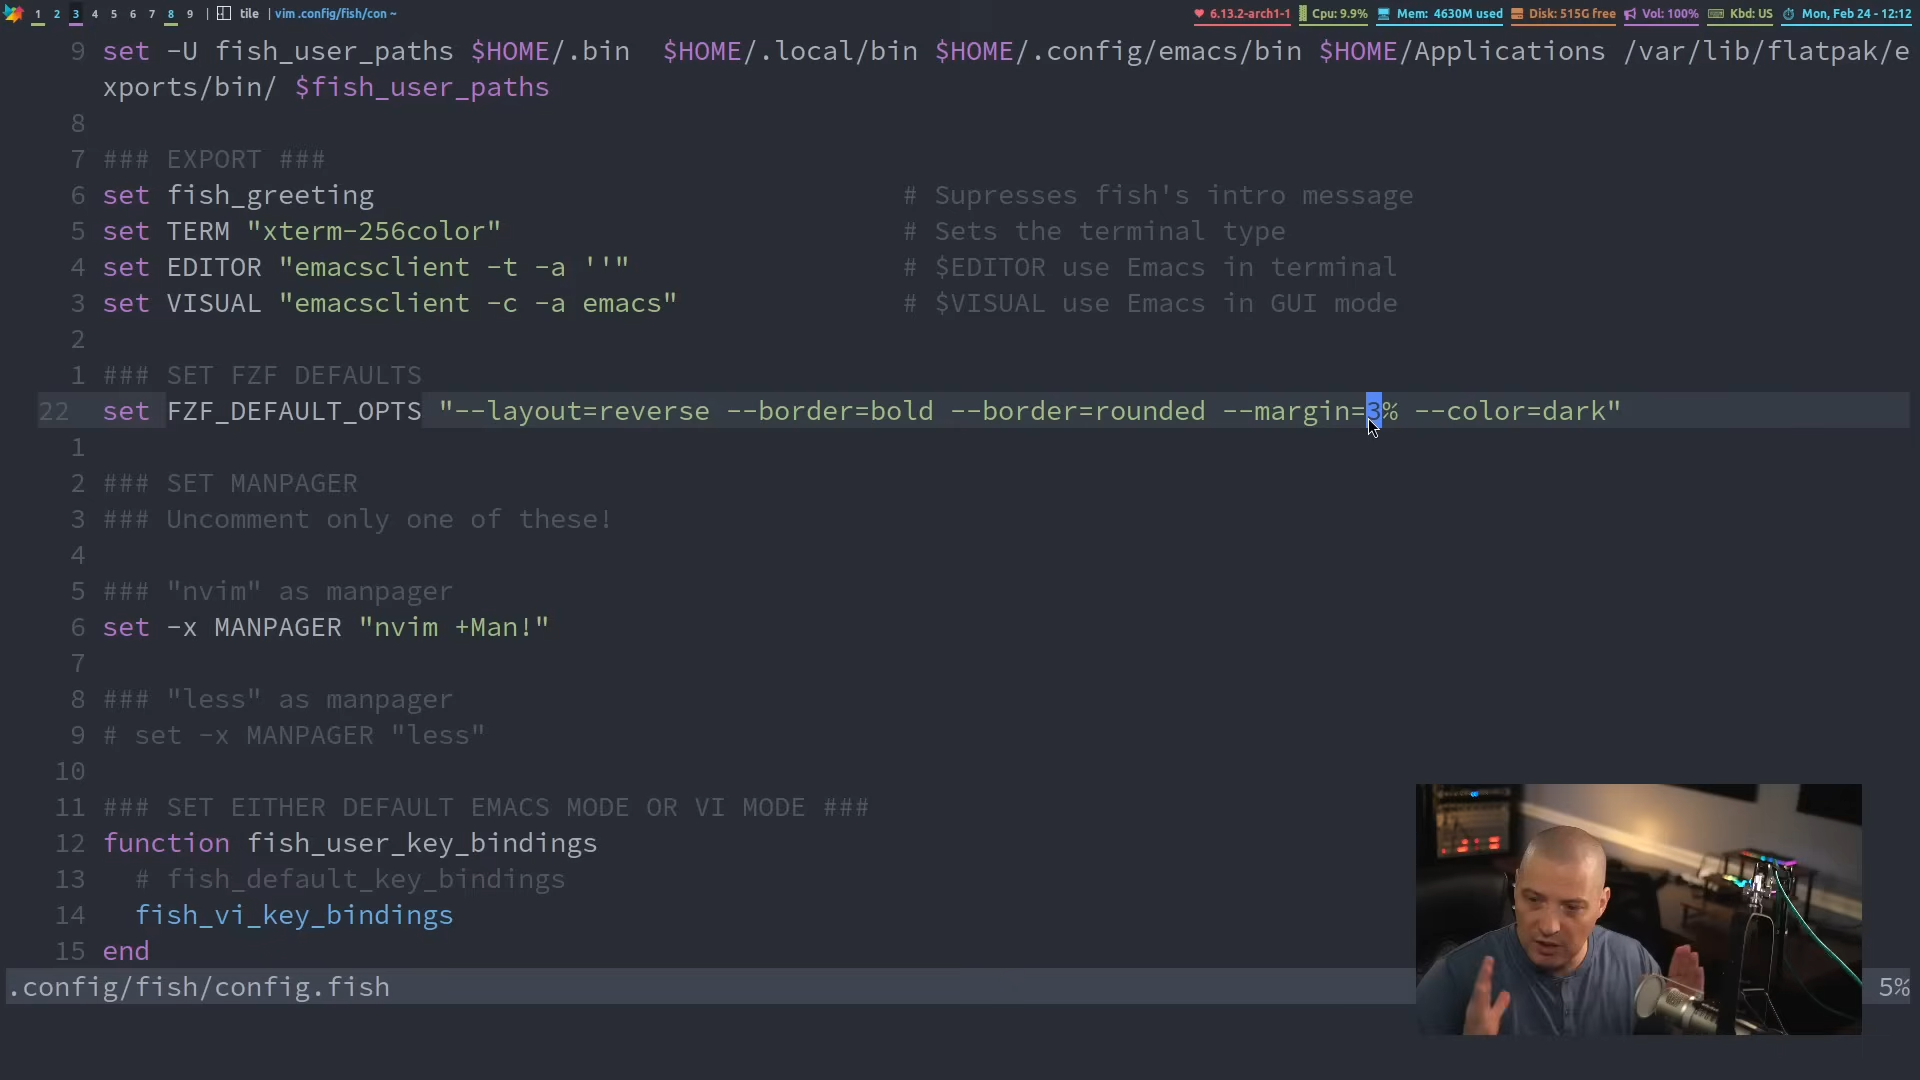 1 2 3 4 5 6 7 8 9 | tile | vim .config/fish/con ~ 6.13.2-arch1-1 Cpu: 9.9% Mem: 4630M used Disk: 515G free Vol: 100% Kbd: US Mon, Feb 24 - 12:12
9 set -U fish_user_paths $HOME/.bin  $HOME/.local/bin $HOME/.config/emacs/bin $HOME/Applications /var/lib/flatpak/e
xports/bin/ $fish_user_paths
8
7 ### EXPORT ###
6 set fish_greeting # Supresses fish's intro message
5 set TERM "xterm-256color" # Sets the terminal type
4 set EDITOR "emacsclient -t -a ''" # $EDITOR use Emacs in terminal
3 set VISUAL "emacsclient -c -a emacs" # $VISUAL use Emacs in GUI mode
2
1 ### SET FZF DEFAULTS
22 set FZF_DEFAULT_OPTS "--layout=reverse --border=bold --border=rounded --margin=3% --color=dark"
1
2 ### SET MANPAGER
3 ### Uncomment only one of these!
4
5 ### "nvim" as manpager
6 set -x MANPAGER "nvim +Man!"
7
8 ### "less" as manpager
9 # set -x MANPAGER "less"
10
11 ### SET EITHER DEFAULT EMACS MODE OR VI MODE ###
12 function fish_user_key_bindings
13 # fish_default_key_bindings
14 fish_vi_key_bindings
15 end
.config/fish/config.fish 5%